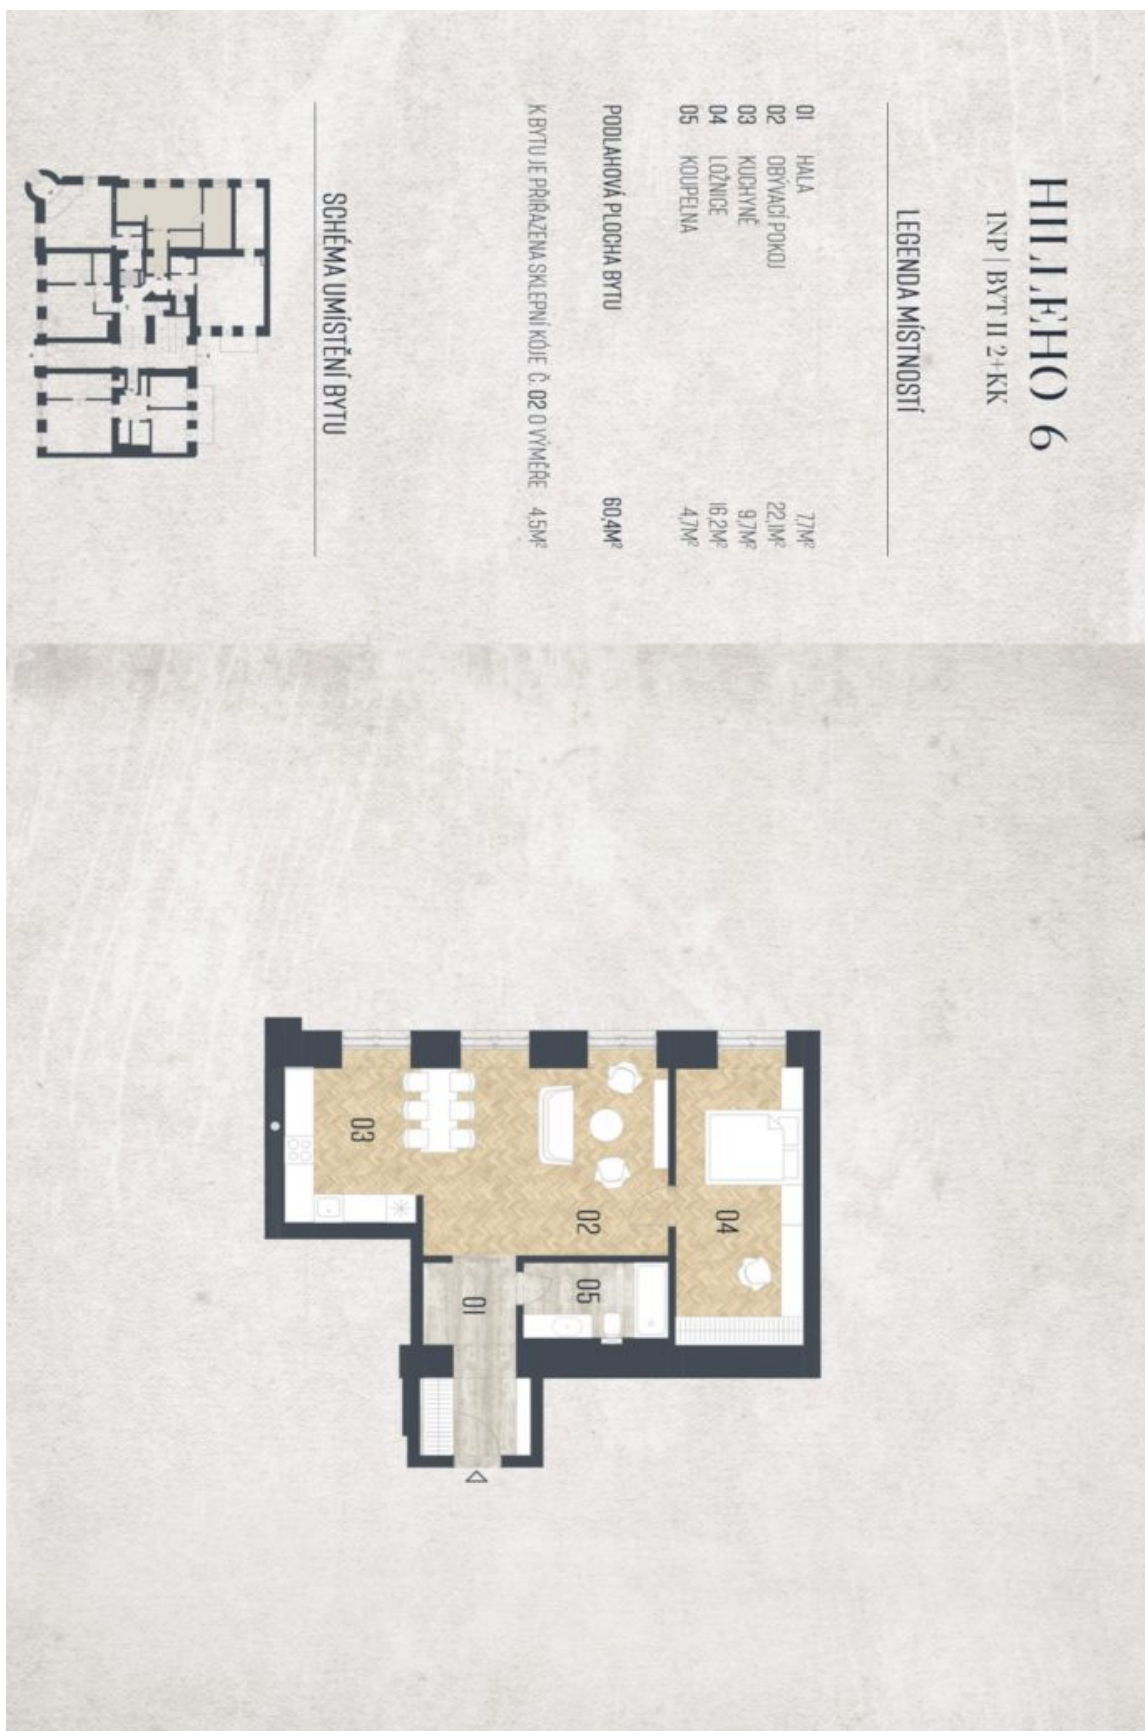 HILLEHO 6
1NP | BYT II 2+KK
LEGENDA MÍSTNOSTÍ
01 HALA 7,7M²
02 OBÝVACÍ POKOJ 22,1M²
03 KUCHYNĚ 9,7M²
04 LOŽNICE 16,2M²
05 KOUPELNA 4,7M²
PODLAHOVÁ PLOCHA BYTU 60,4M²
K BYTU JE PŘIŘAZENA SKLEPNÍ KÓJE Č. 02 O VÝMĚŘE 4,5M²
SCHÉMA UMÍSTĚNÍ BYTU
04
02
05
01
03